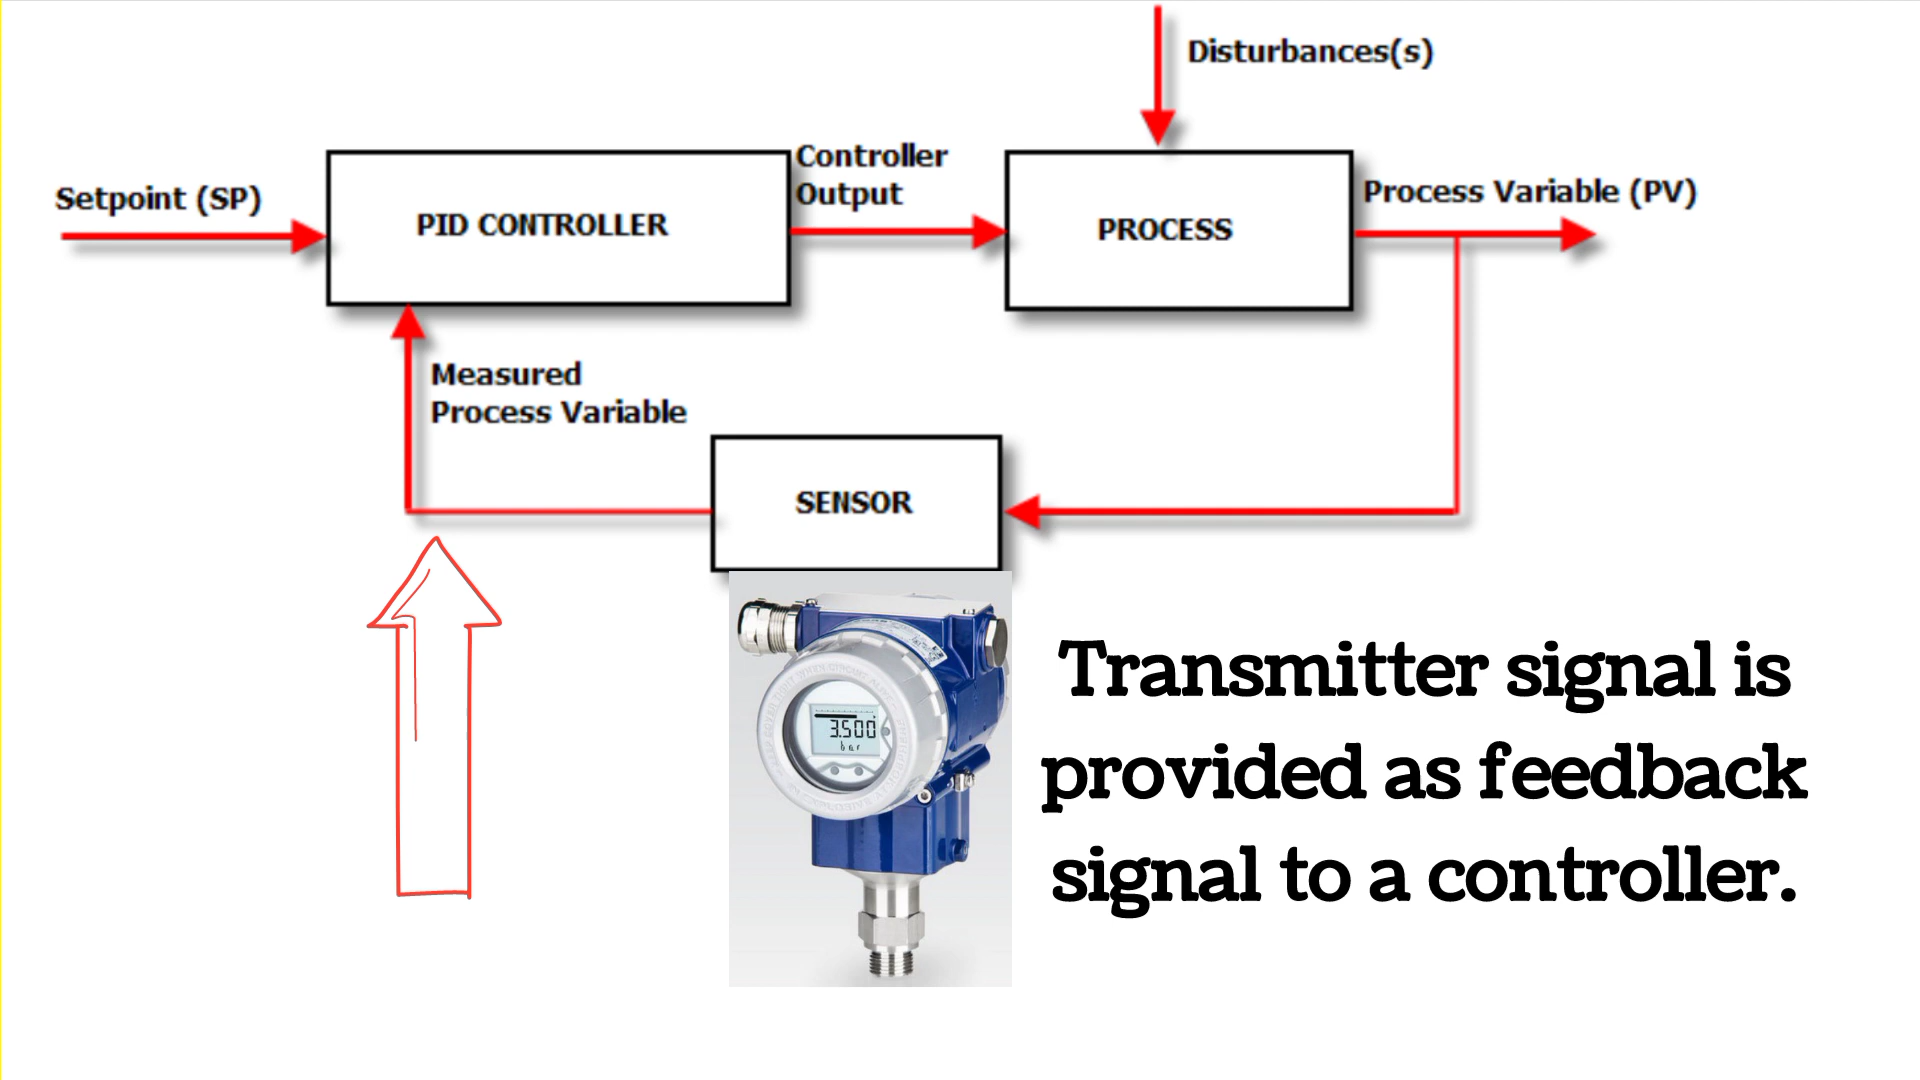 Disturbances(s)
Setpoint (SP)
PID CONTROLLER
Controller
Output
PROCESS
Process Variable (PV)
Measured
Process Variable
SENSOR
3.500
bar
Transmitter signal is
provided as feedback
signal to a controller.